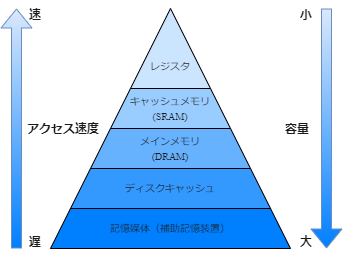 速
小
レジスタ
キャッシュメモリ
(SRAM)
アクセス速度
容量
メインメモリ
(DRAM)
ディスクキャッシュ
記憶媒体（補助記憶装置）
遅
大